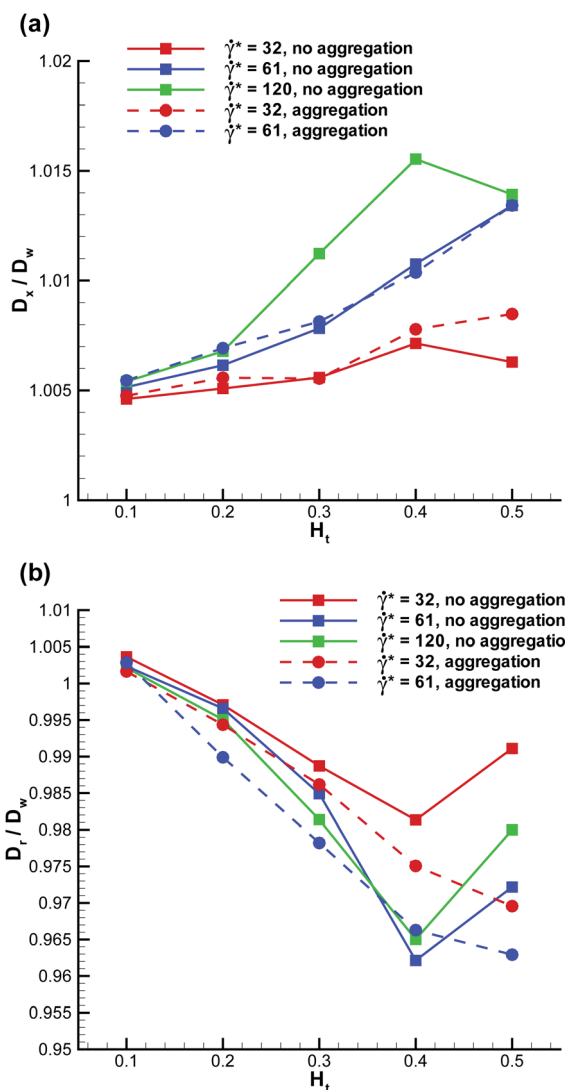 (a)
1.02
γ̇* = 32, no aggregation
γ̇* = 61, no aggregation
γ̇* = 120, no aggregation
γ̇* = 32, aggregation
γ̇* = 61, aggregation
1.015
1.01
1.005
1
Dx / Dw
0.1 0.2 0.3 0.4 0.5
Ht
(b)
1.01
γ̇* = 32, no aggregation
γ̇* = 61, no aggregation
γ̇* = 120, no aggregatio
γ̇* = 32, aggregation
γ̇* = 61, aggregation
1.005
1
0.995
0.99
0.985
0.98
0.975
0.97
0.965
0.96
0.955
0.95
Dr / Dw
0.1 0.2 0.3 0.4 0.5
Ht